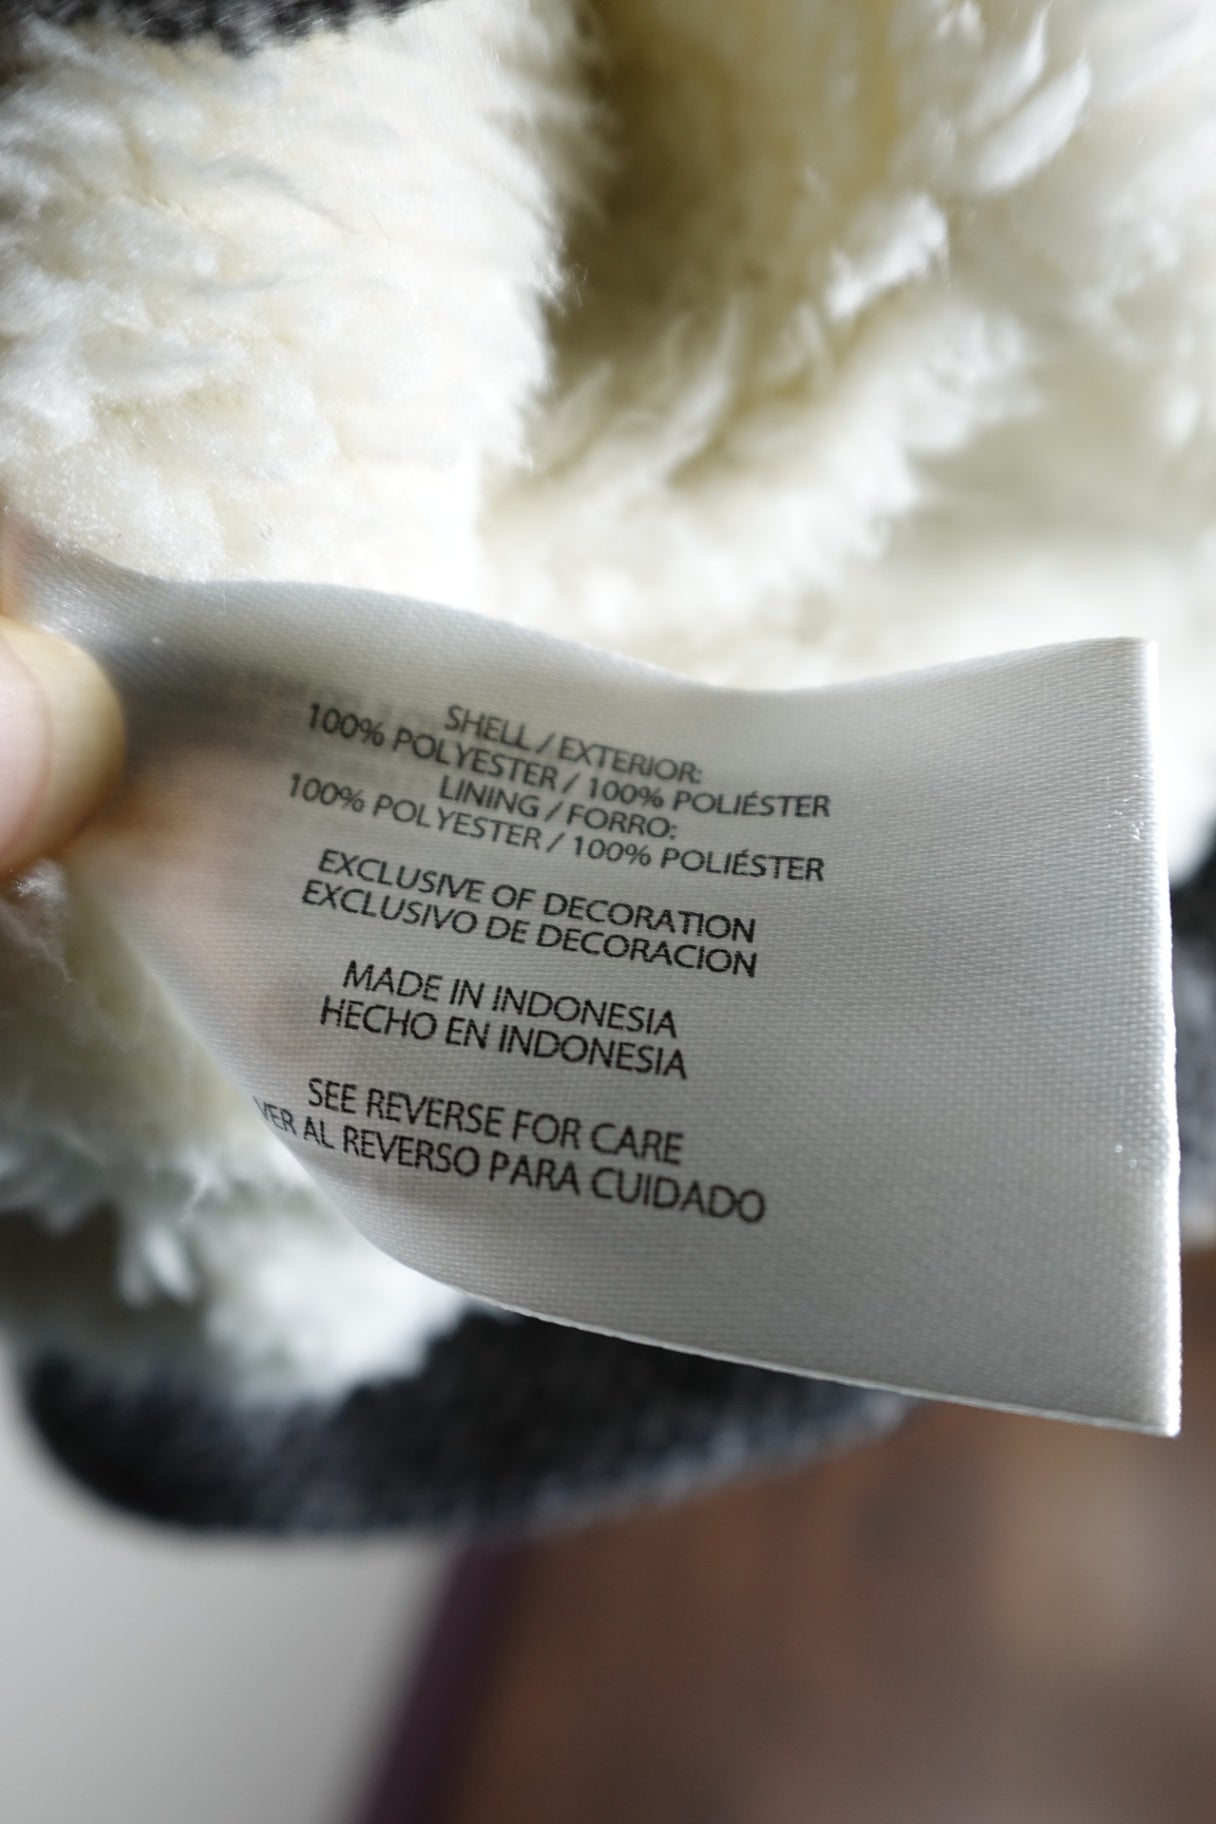 SHELL / EXTERIOR:
100% POLYESTER / 100% POLIÉSTER
LINING / FORRO:
100% POLYESTER / 100% POLIÉSTER
EXCLUSIVE OF DECORATION
EXCLUSIVO DE DECORACION
MADE IN INDONESIA
HECHO EN INDONESIA
SEE REVERSE FOR CARE
VER AL REVERSO PARA CUIDADO